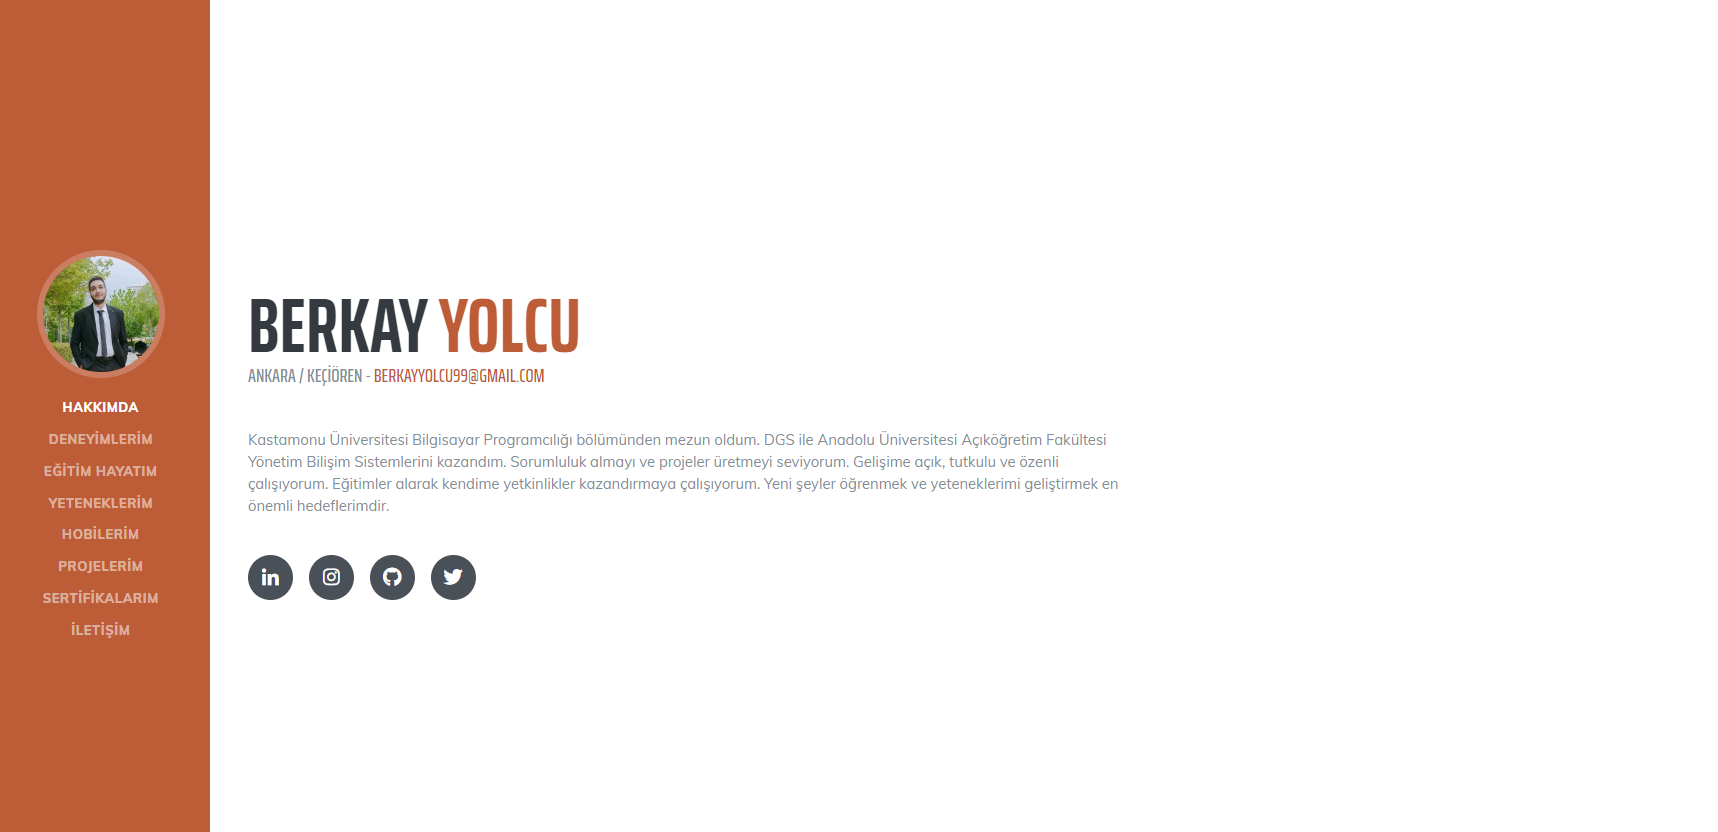 HAKKIMDA
DENEYİMLERİM
EĞİTİM HAYATIM
YETENEKLERİM
HOBİLERİM
PROJELERİM
SERTİFİKALARIM
İLETİŞİM
BERKAY YOLCU
ANKARA / KEÇİÖREN - BERKAYYOLCU99@GMAIL.COM
Kastamonu Üniversitesi Bilgisayar Programcılığı bölümünden mezun oldum. DGS ile Anadolu Üniversitesi Açıköğretim Fakültesi
Yönetim Bilişim Sistemlerini kazandım. Sorumluluk almayı ve projeler üretmeyi seviyorum. Gelişime açık, tutkulu ve özenli
çalışıyorum. Eğitimler alarak kendime yetkinlikler kazandırmaya çalışıyorum. Yeni şeyler öğrenmek ve yeteneklerimi geliştirmek en
önemli hedeflerimdir.